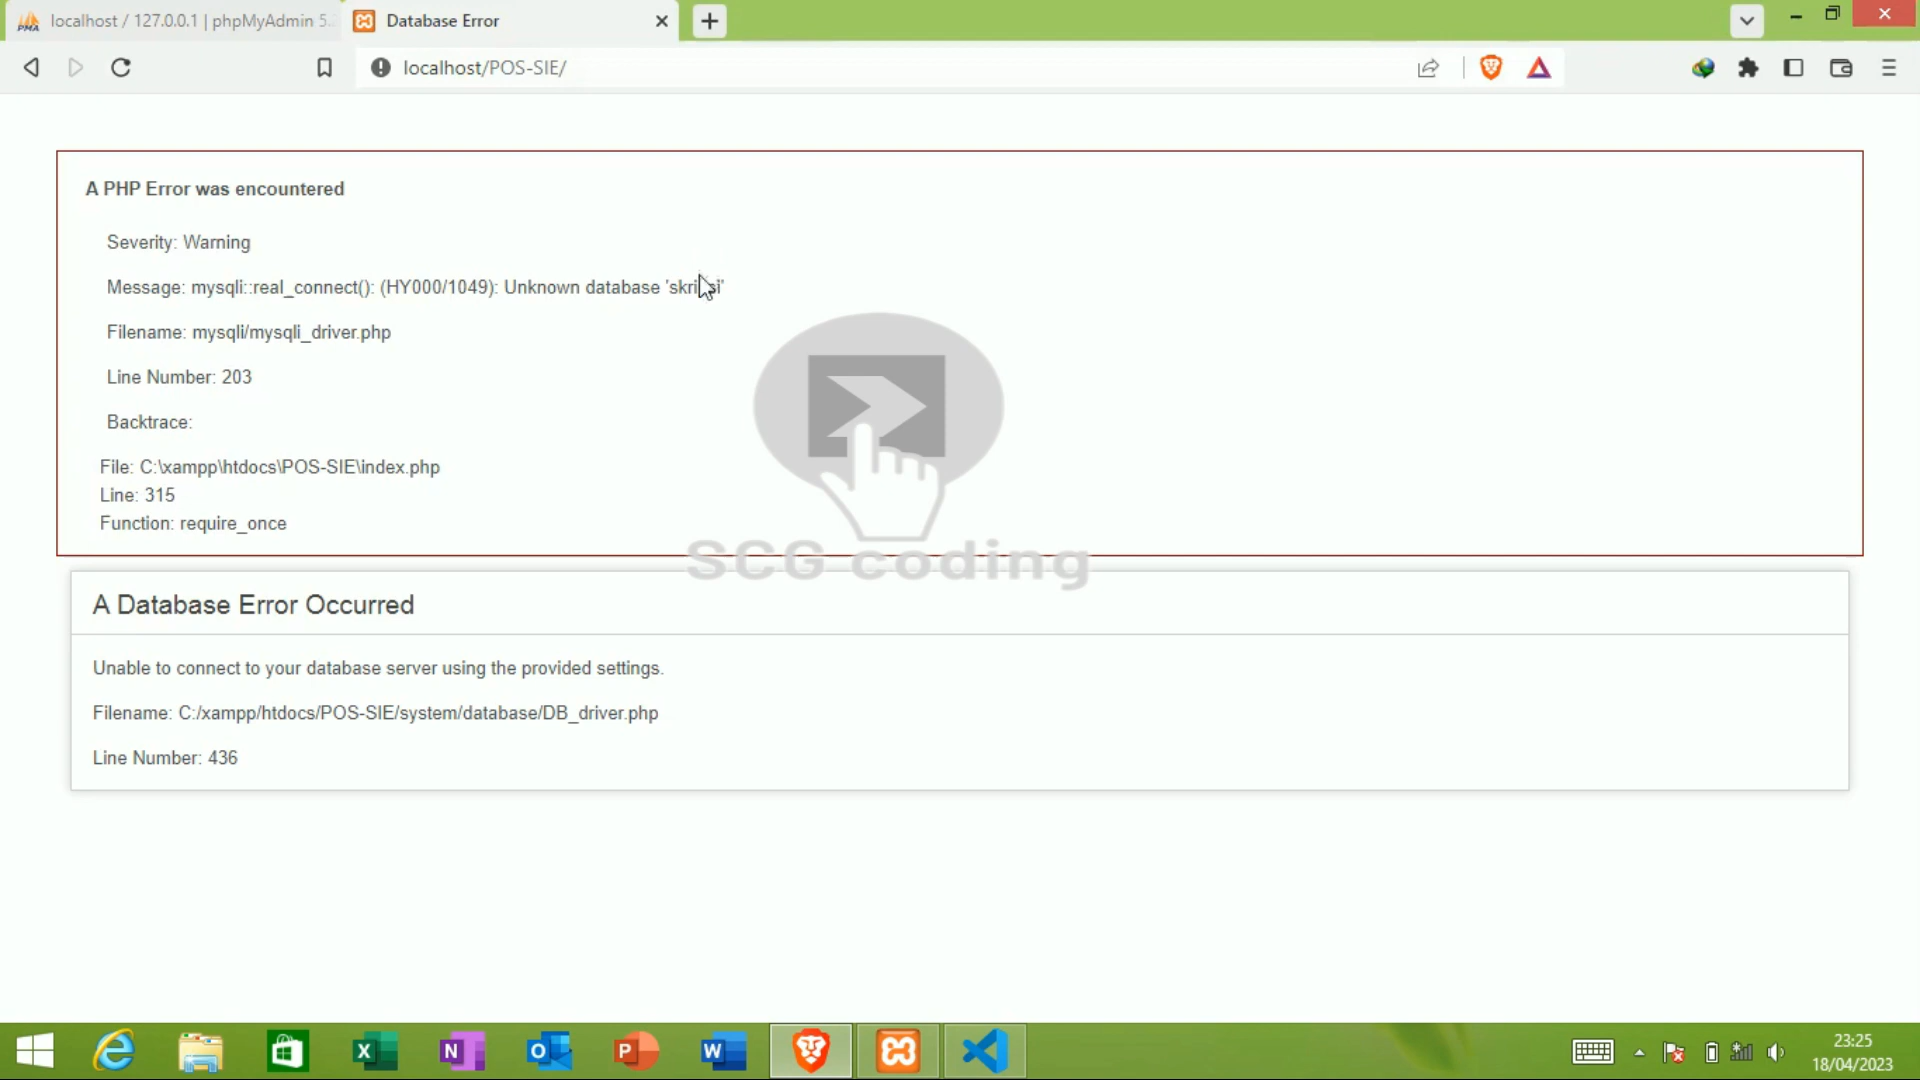 localhost / 127.0.0.1 | phpMyAdmin 5.
Database Error
localhost/POS-SIE/
A PHP Error was encountered
Severity: Warning
Message: mysqli::real_connect(): (HY000/1049): Unknown database
Filename: mysqli/mysqli_driver.php
Line Number: 203
Backtrace:
File: C:\xampp\htdocs\POS-SIE\index.php
Line: 315
Function: require_once
SCG coding
A Database Error Occurred
Unable to connect to your database server using the provided settings.
Filename: C:/xampp/htdocs/POS-SIE/system/database/DB_driver.php
Line Number: 436
23:25
18/04/2023